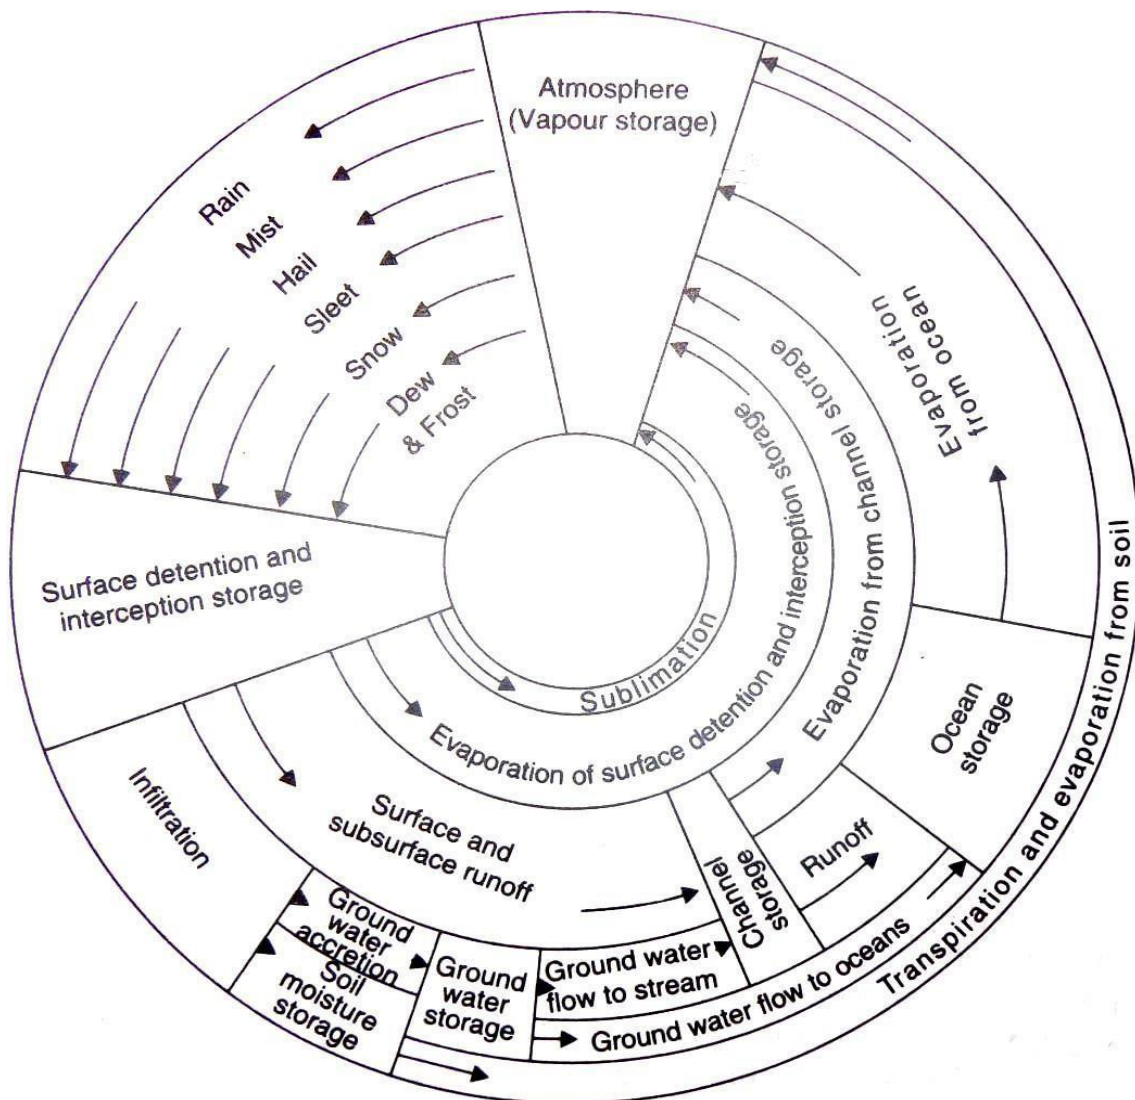 Atmosphere
(Vapour storage)
Rain
Mist
Hail
Sleet
Snow
Dew
& Frost
Surface detention and
interception storage
Infiltration
Surface and
subsurface runoff
Ground
water
accretion
Soil
moisture
storage
Ground
water
storage
Ground water
flow to stream
Ground water flow to oceans
Channel
storage
Runoff
Ocean
storage
Evaporation
from ocean
Evaporation from channel storage
storage
Evaporation of surface detention and interception storage
storage
Sublimation
Transpiration and evaporation from soil